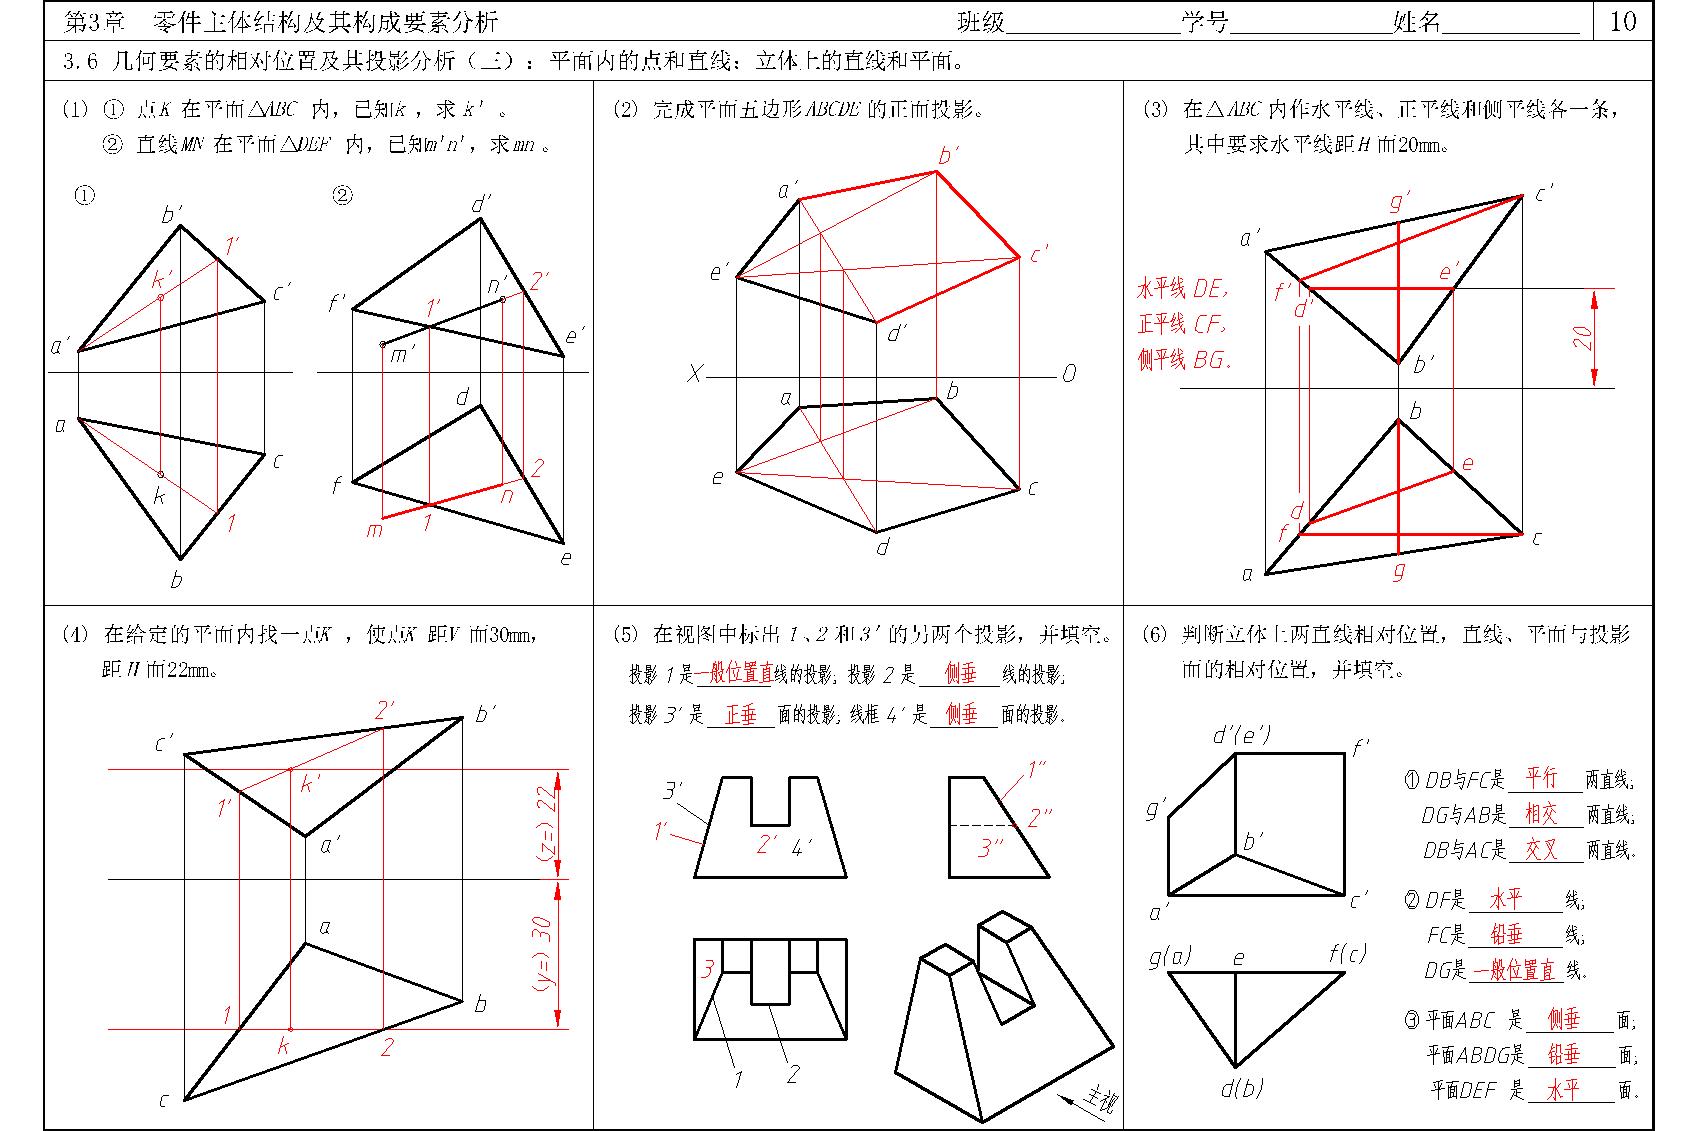 第3章 零件主体结构及其构成要素分析 班级 学号 姓名 10
3.6 几何要素的相对位置及其投影分析（三）：平面内的点和直线；立体上的直线和平面。
(1) ① 点K 在平面△ABC 内，已知k ，求 k' 。
② 直线MN 在平面△DEF 内，已知m'n'，求mn 。
① ②
b' 1' k' c' a'
a c k 1 b
d' n' 2' f' 1' m' e'
d f 2 n m 1 e
(2) 完成平面五边形ABCDE 的正面投影。
b' a' c' e' d'
X O
a b e c d
(3) 在△ABC 内作水平线、正平线和侧平线各一条，
其中要求水平线距H 面20mm。
g' c' a' e' f' d' b'
水平线 DE，
正平线 CF，
侧平线 BG．
20
b e d f c a g
(4) 在给定的平面内找一点K ，使点K 距V 面30mm，
距H 面22mm。
2' b' c' k' 1' a'
(z=) 22
(y=) 30
a b 1 k 2 c
(5) 在视图中标出 1、2 和 3' 的另两个投影，并填空。
投影 1 是一般位置直线的投影；投影 2 是 侧垂 线的投影；
投影 3' 是 正垂 面的投影；线框 4' 是 侧垂 面的投影．
3' 1' 2' 4'
1" 2" 3"
3 1 2
主视
(6) 判断立体上两直线相对位置，直线、平面与投影
面的相对位置，并填空。
d'(e') f' g' b' a' c'
g(a) e f(c) d(b)
① DB与FC是 平行 两直线；
DG与AB是 相交 两直线；
DB与AC是 交叉 两直线．
② DF是 水平 线；
FC是 铅垂 线；
DG是 一般位置直 线．
③ 平面ABC 是 侧垂 面；
平面ABDG是 铅垂 面；
平面DEF 是 水平 面．